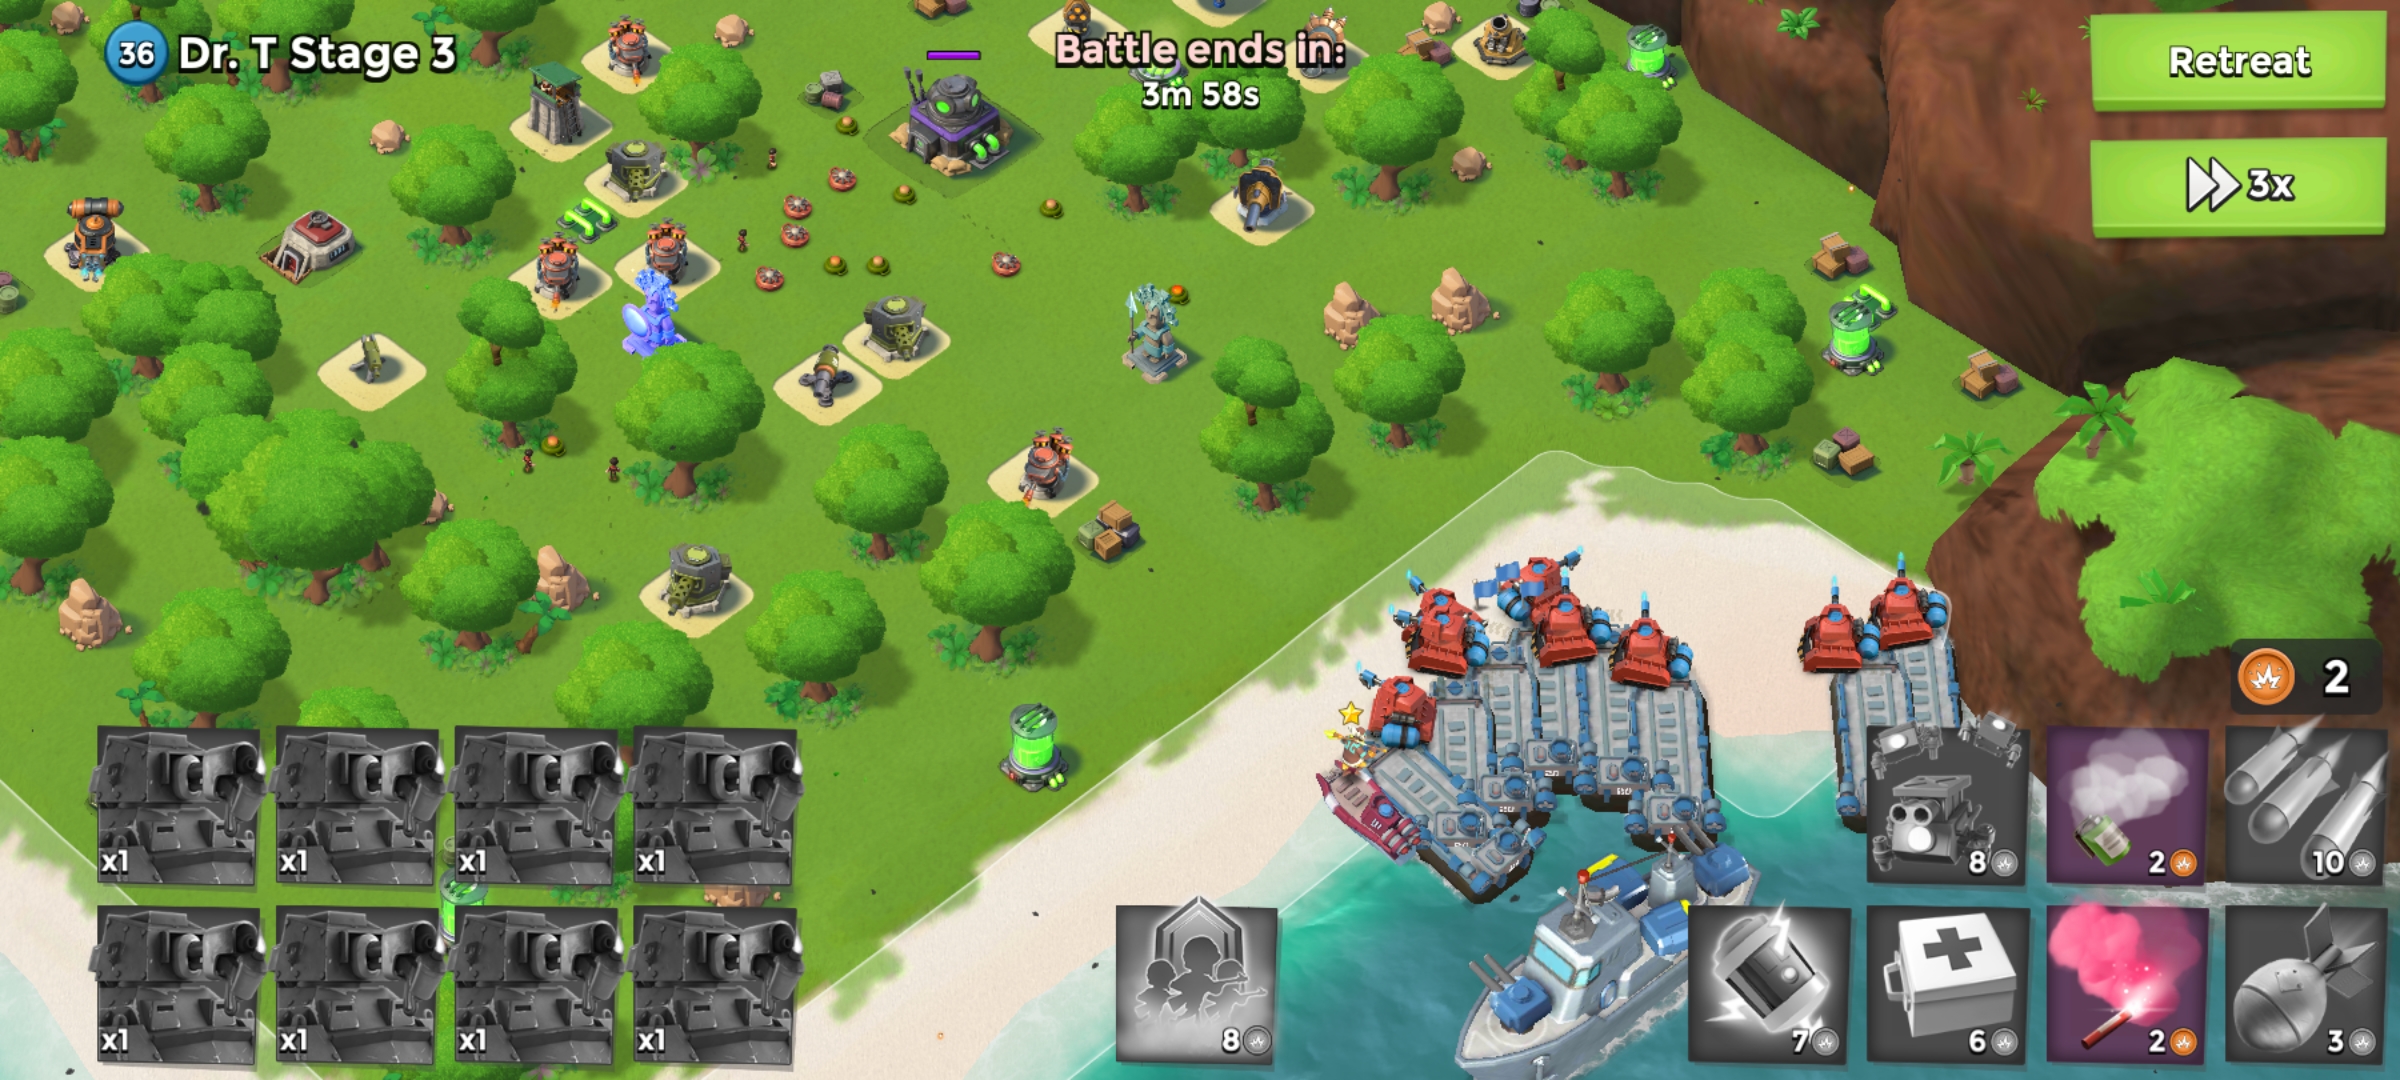 36 Dr. T Stage 3
Battle ends in:
3m 58s
Retreat
3x
2
x1 x1 x1 x1
8 2 10
x1 x1 x1 x1
8 7 6 2 3